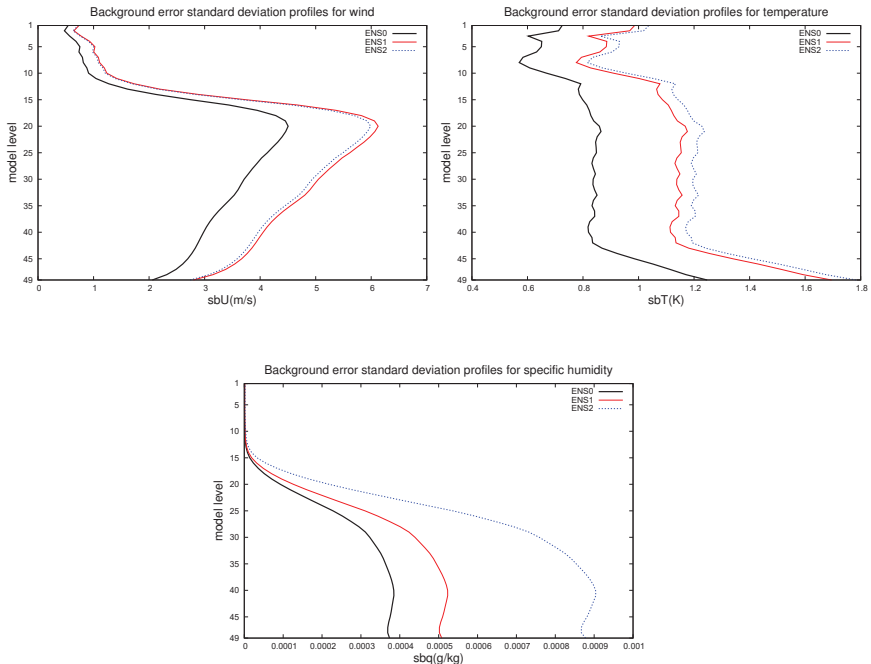 Background error standard deviation profiles for wind
ENS0
ENS1
ENS2
1
5
10
15
20
25
30
35
40
45
49
model level
0 1 2 3 4 5 6 7
sbU(m/s)
Background error standard deviation profiles for temperature
ENS0
ENS1
ENS2
1
5
10
15
20
25
30
35
40
45
49
model level
0.4 0.6 0.8 1 1.2 1.4 1.6 1.8
sbT(K)
Background error standard deviation profiles for specific humidity
ENS0
ENS1
ENS2
1
5
10
15
20
25
30
35
40
45
49
model level
0 0.0001 0.0002 0.0003 0.0004 0.0005 0.0006 0.0007 0.0008 0.0009 0.001
sbq(g/kg)